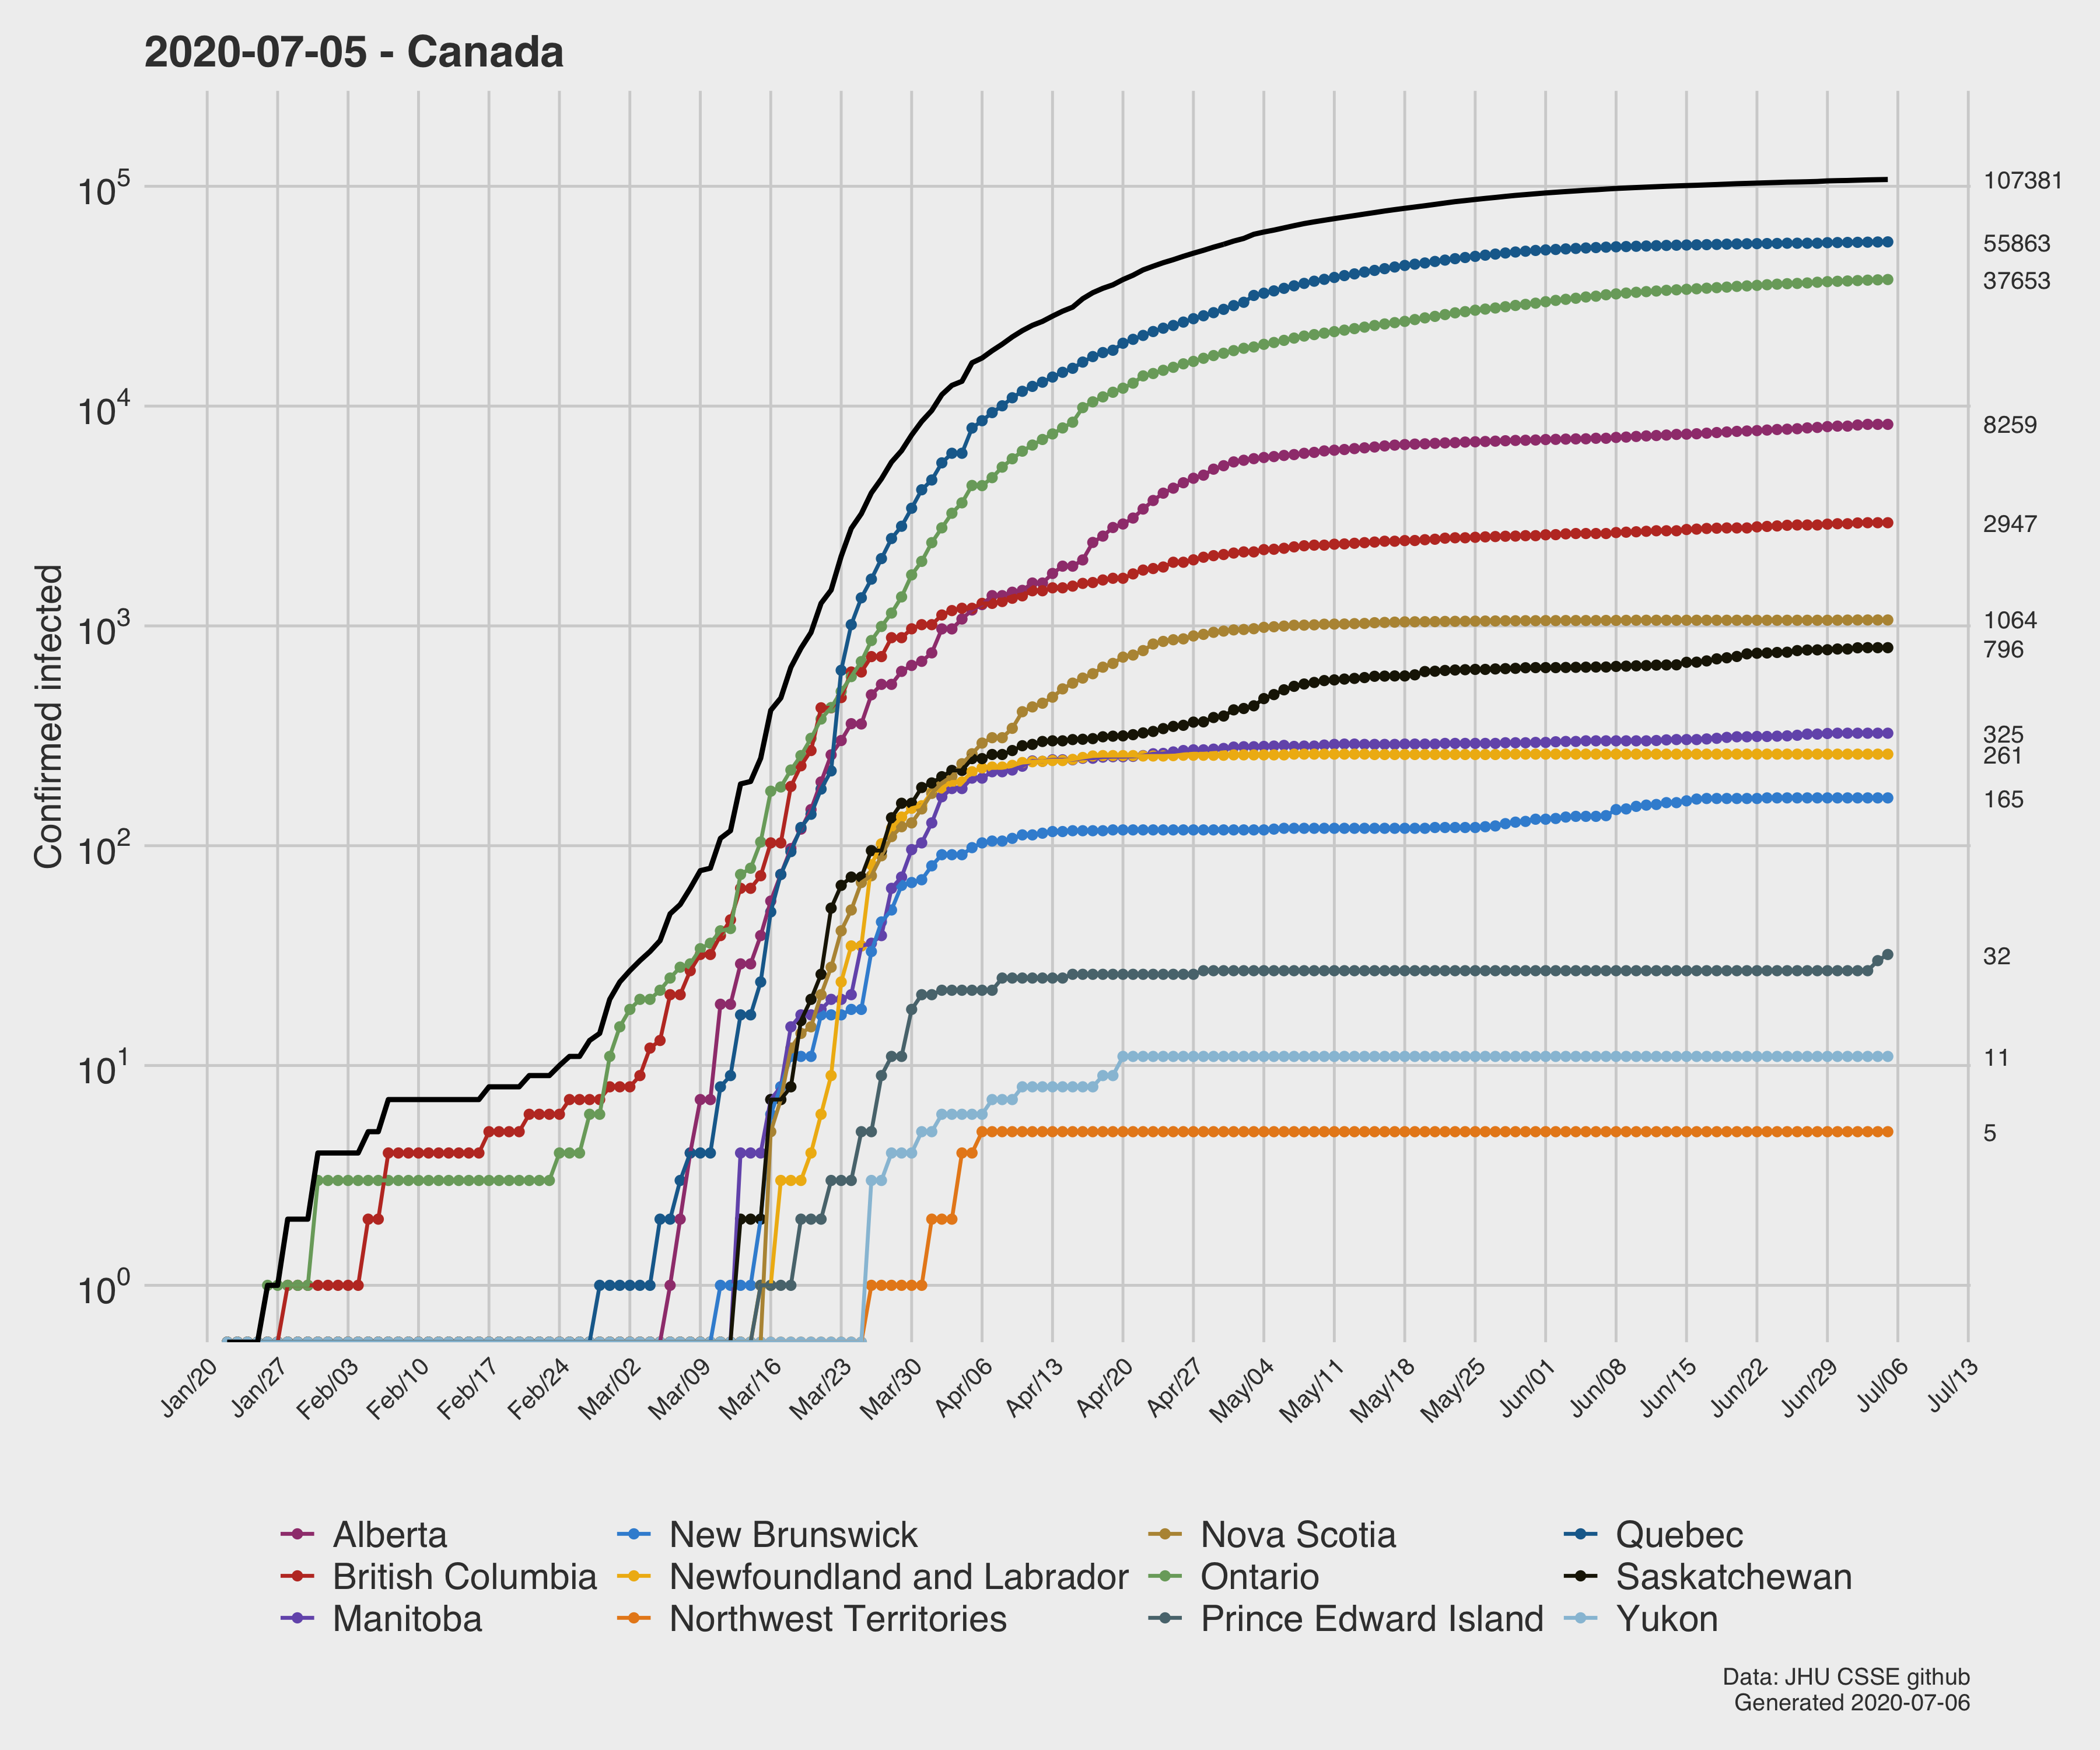 2020-07-05 - Canada
Confirmed infected
10^5
10^4
10^3
10^2
10^1
10^0
107381
55863
37653
8259
2947
1064
796
325
261
165
32
11
5
Jan/20 Jan/27 Feb/03 Feb/10 Feb/17 Feb/24 Mar/02 Mar/09 Mar/16 Mar/23 Mar/30 Apr/06 Apr/13 Apr/20 Apr/27 May/04 May/11 May/18 May/25 Jun/01 Jun/08 Jun/15 Jun/22 Jun/29 Jul/06 Jul/13
Alberta New Brunswick Nova Scotia Quebec
British Columbia Newfoundland and Labrador Ontario Saskatchewan
Manitoba Northwest Territories Prince Edward Island Yukon
Data: JHU CSSE github
Generated 2020-07-06